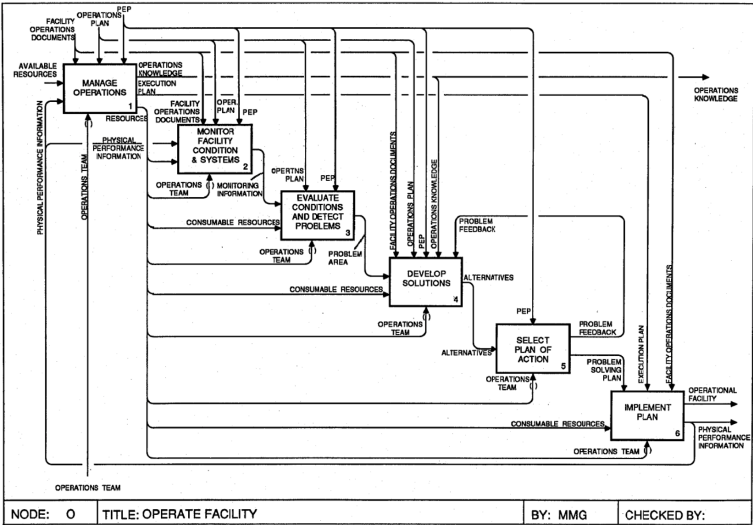 FACILITY
OPERATIONS
DOCUMENTS
OPERATIONS
PLAN
PEP
AVAILABLE
RESOURCES
MANAGE
OPERATIONS
1
OPERATIONS
KNOWLEDGE
EXECUTION
PLAN
RESOURCES
OPERATIONS
KNOWLEDGE
PHYSICAL PERFORMANCE INFORMATION
OPERATIONS TEAM
FACILITY
OPERATIONS
DOCUMENTS
OPER.
PLAN
PEP
MONITOR
FACILITY
CONDITION
& SYSTEMS
2
PHYSICAL
PERFORMANCE
INFORMATION
OPERATIONS
TEAM
MOINITORING
INFORMATION
OPERTNS
PLAN
PEP
EVALUATE
CONDITIONS
AND DETECT
PROBLEMS
3
CONSUMABLE RESOURCES
OPERATIONS
TEAM
PROBLEM
AREA
FACILITY OPERATIONS DOCUMENTS
OPERATIONS PLAN
PEP
OPERATIONS KNOWLEDGE
PROBLEM
FEEDBACK
DEVELOP
SOLUTIONS
4
ALTERNATIVES
CONSUMABLE RESOURCES
OPERATIONS
TEAM
PEP
SELECT
PLAN OF
ACTION
5
ALTERNATIVES
PROBLEM
FEEDBACK
PROBLEM
SOLVING
PLAN
OPERATIONS
TEAM
EXECUTION PLAN
FACILITY OPERATIONS DOCUMENTS
IMPLEMENT
PLAN
6
OPERATIONAL
FACILITY
PHYSICAL
PERFORMANCE
INFORMATION
CONSUMABLE RESOURCES
OPERATIONS TEAM
OPERATIONS TEAM
NODE: O
TITLE: OPERATE FACILITY
BY: MMG
CHECKED BY: